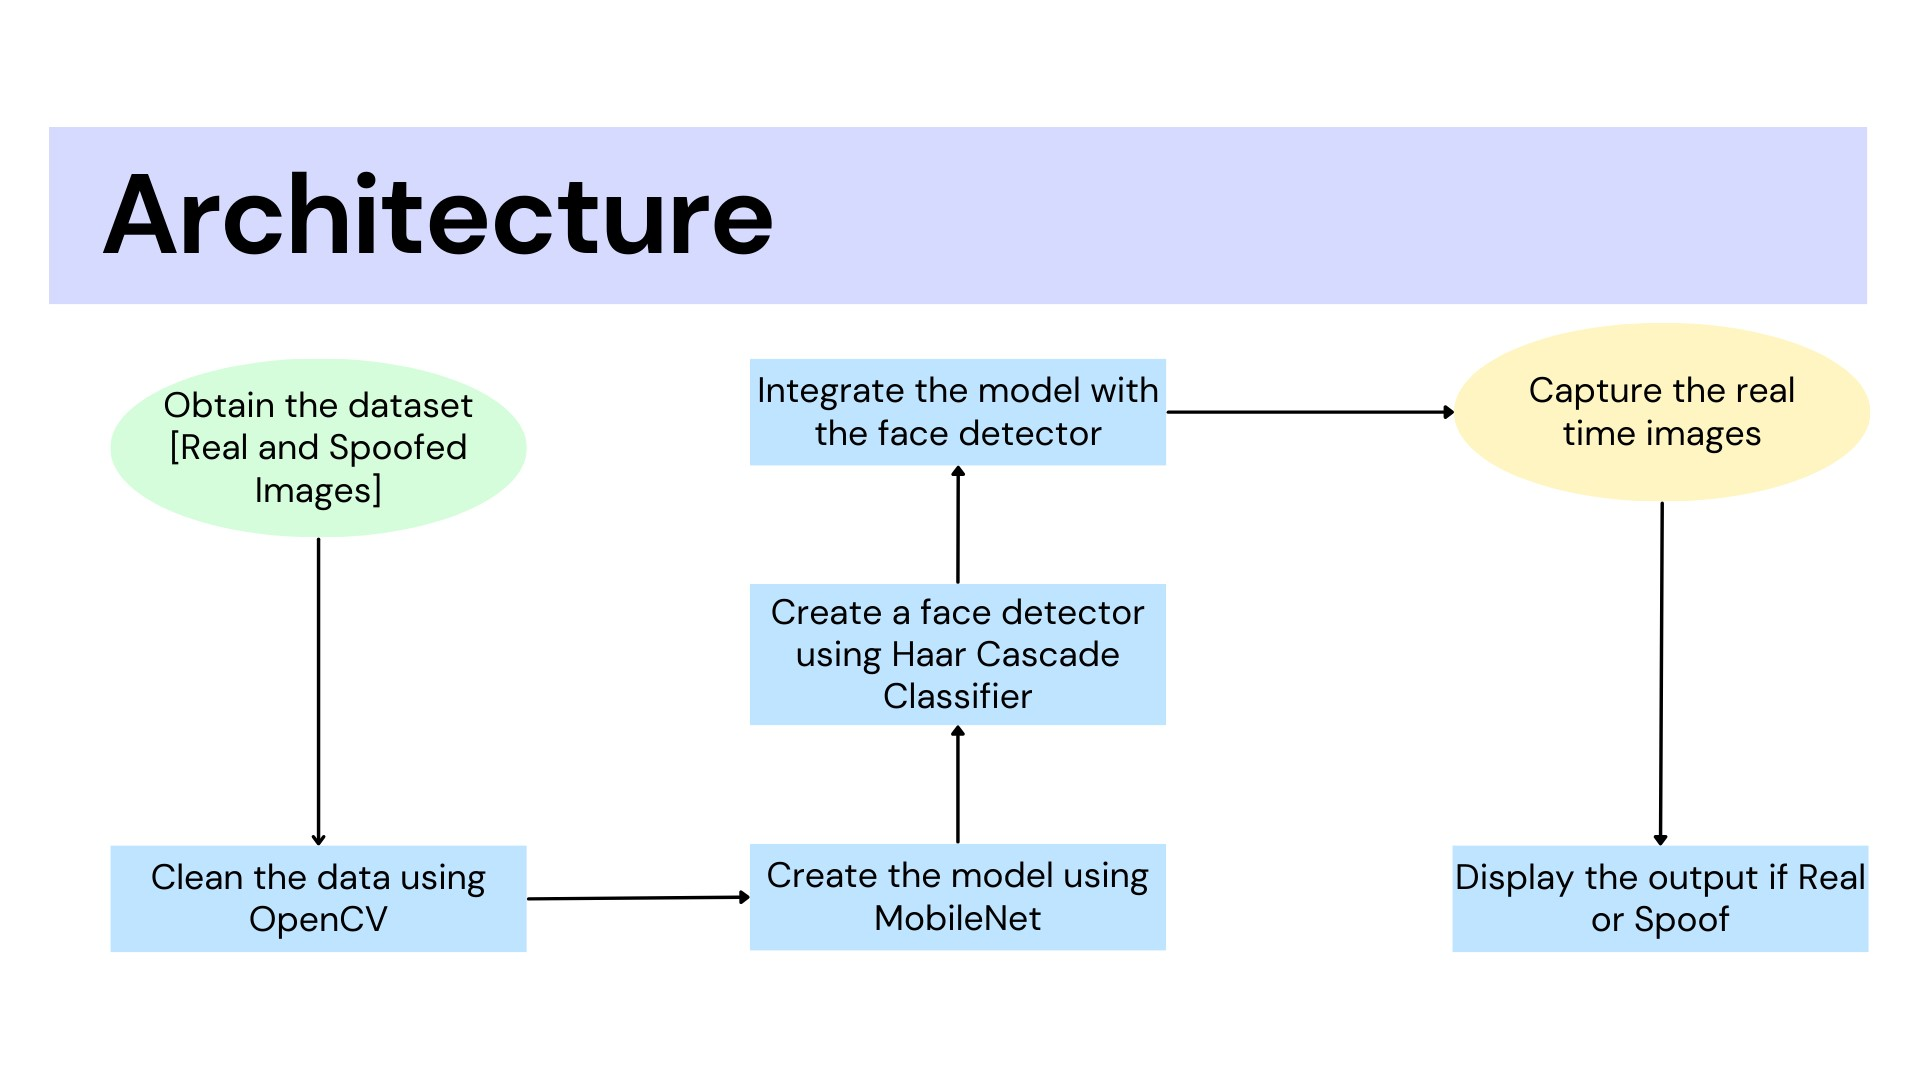 Architecture
Obtain the dataset
[Real and Spoofed
Images]
Clean the data using
OpenCV
Create the model using
MobileNet
Create a face detector
using Haar Cascade
Classifier
Integrate the model with
the face detector
Capture the real
time images
Display the output if Real
or Spoof